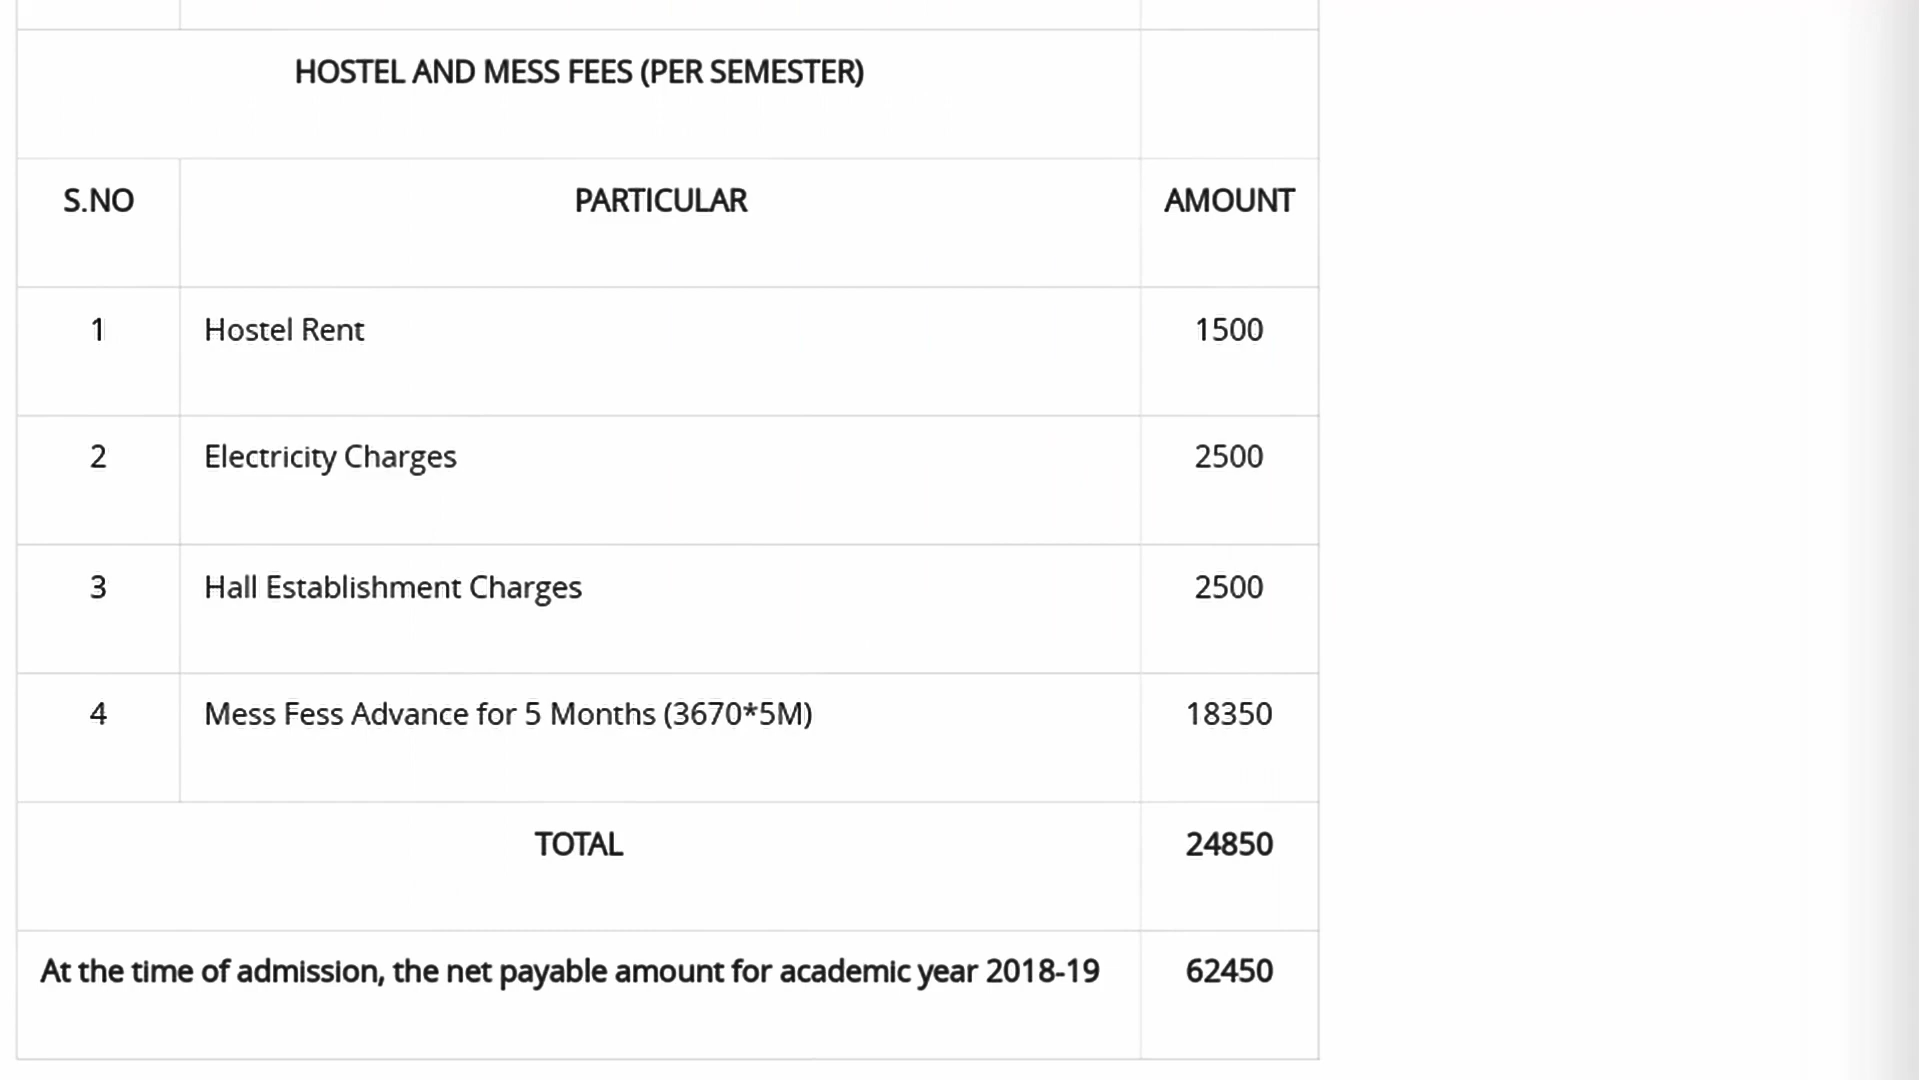 HOSTEL AND MESS FEES (PER SEMESTER)
S.NO PARTICULAR AMOUNT
1 Hostel Rent 1500
2 Electricity Charges 2500
3 Hall Establishment Charges 2500
4 Mess Fess Advance for 5 Months (3670*5M) 18350
TOTAL 24850
At the time of admission, the net payable amount for academic year 2018-19 62450